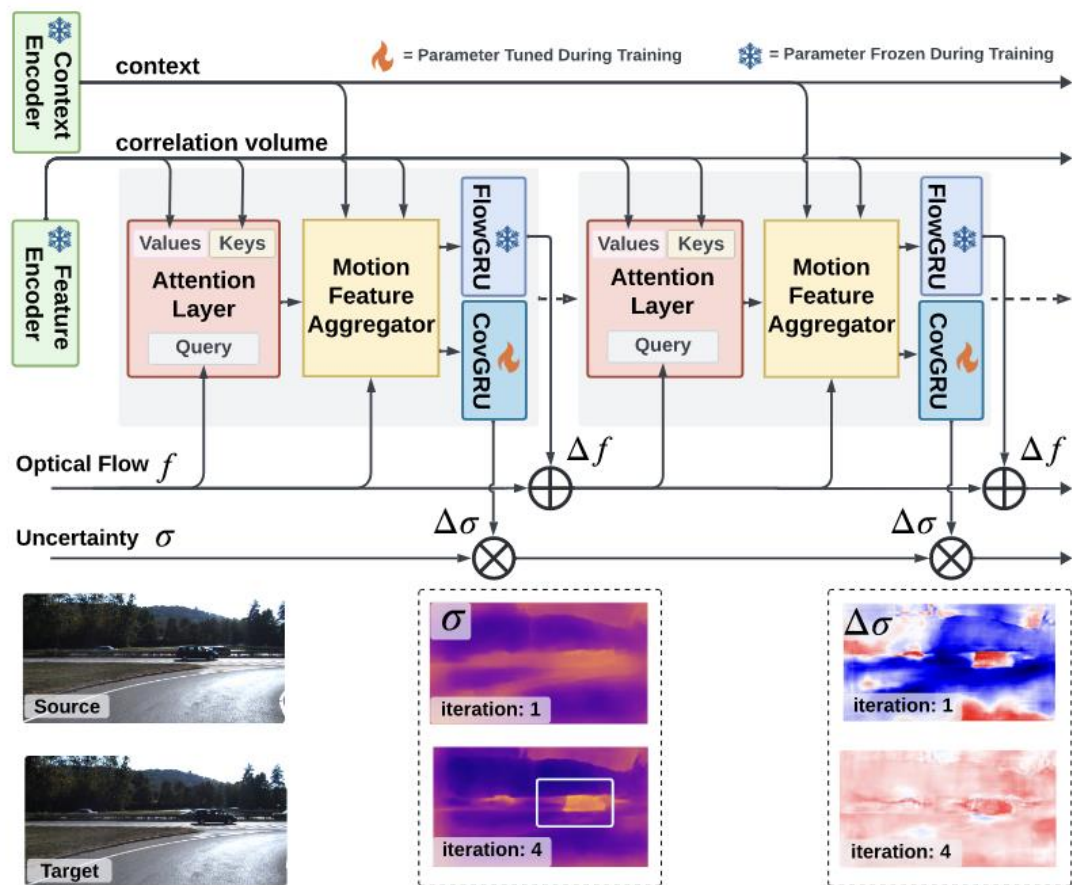 Context
Encoder
context
= Parameter Tuned During Training
= Parameter Frozen During Training
correlation volume
Feature
Encoder
Values
Keys
Attention
Layer
Query
Motion
Feature
Aggregator
FlowGRU
CovGRU
Values
Keys
Attention
Layer
Query
Motion
Feature
Aggregator
FlowGRU
CovGRU
Optical Flow f
Δf
Δf
Uncertainty σ
Δσ
Δσ
Source
σ
iteration: 1
Δσ
iteration: 1
Target
iteration: 4
iteration: 4